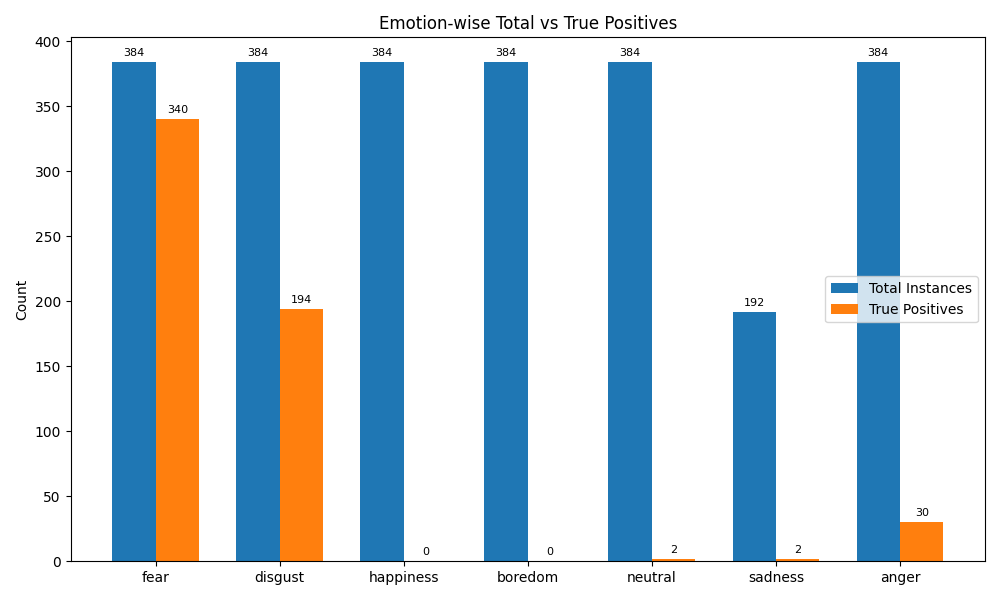 Emotion-wise Total vs True Positives
Count
400
350
300
250
200
150
100
50
0
384
340
384
194
384
0
384
0
384
2
192
2
384
30
Total Instances
True Positives
fear
disgust
happiness
boredom
neutral
sadness
anger